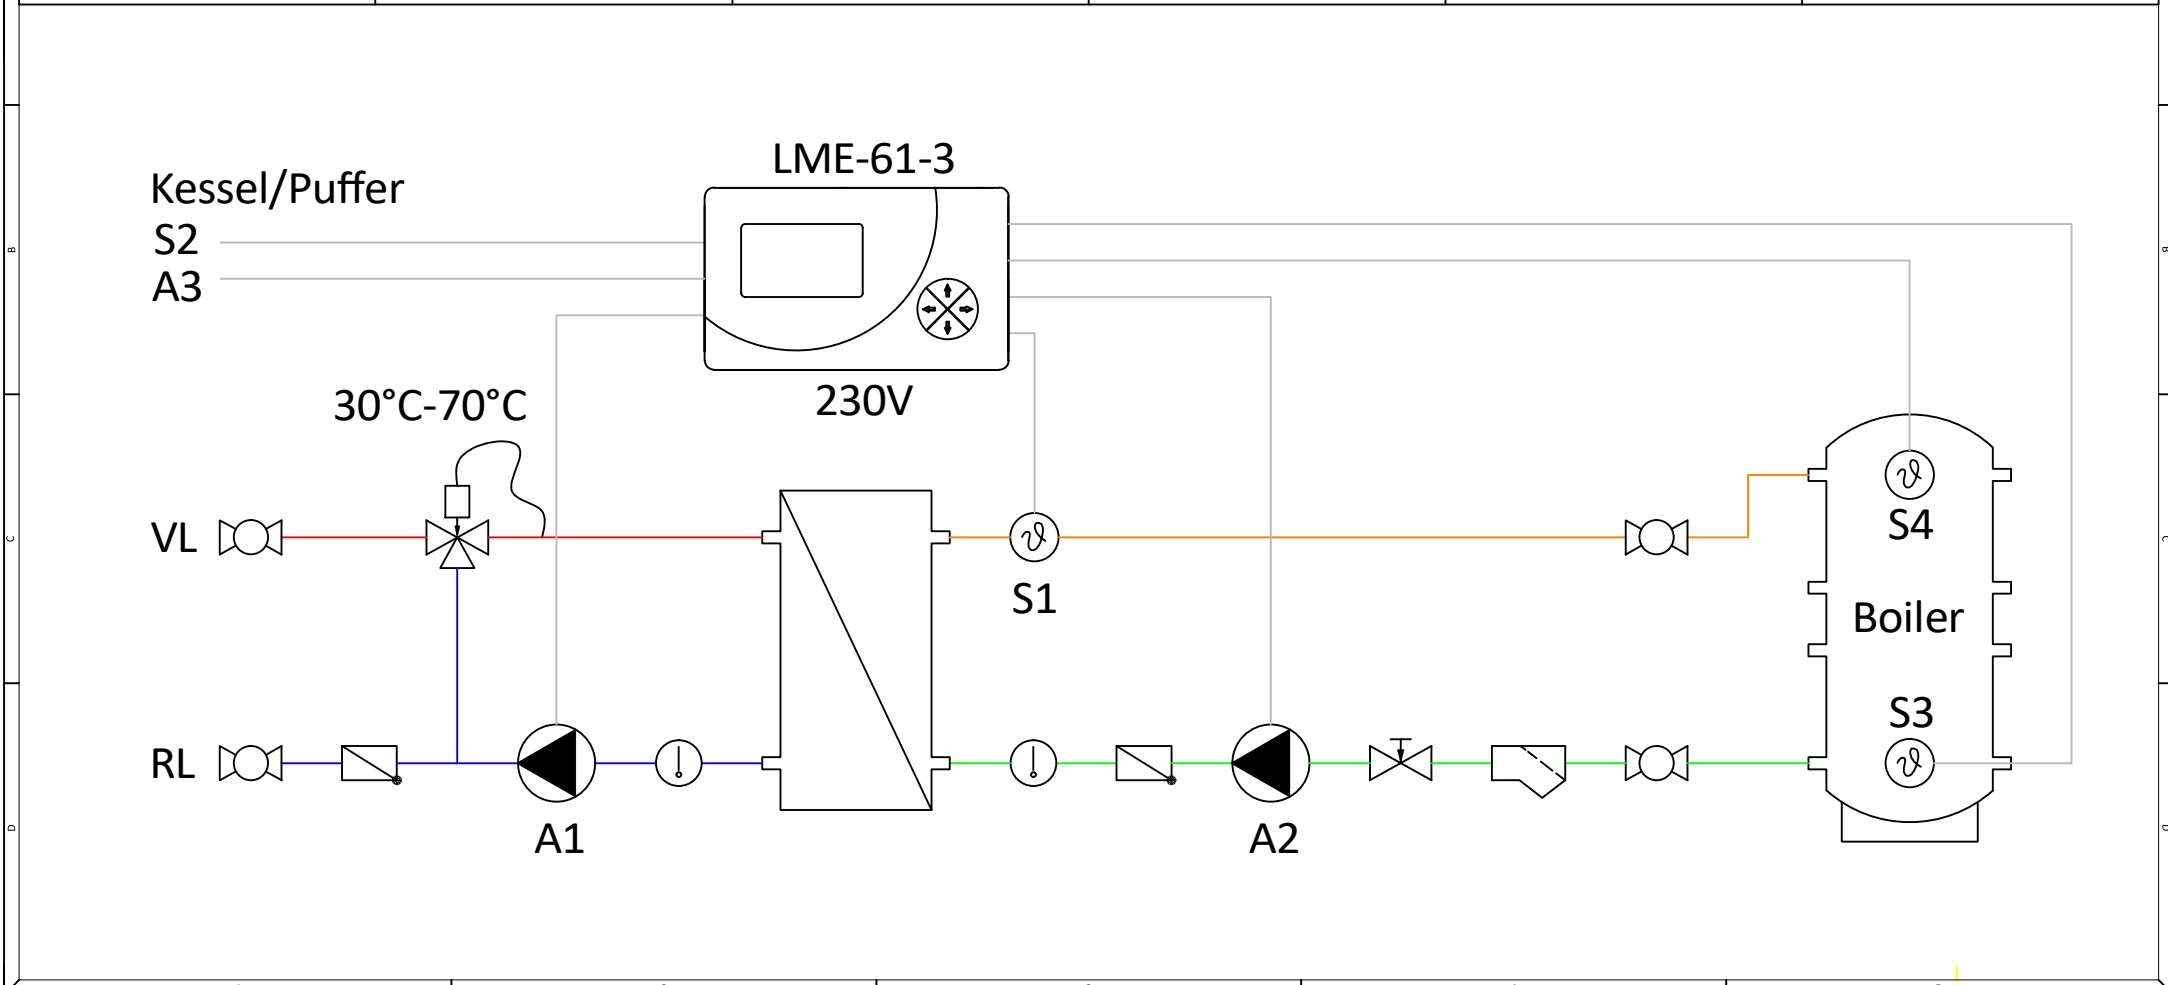 LME-61-3
Kessel/Puffer
S2
A3
230V
30°C-70°C
VL
S1
S4
Boiler
S3
RL
A1
A2
B
C
D